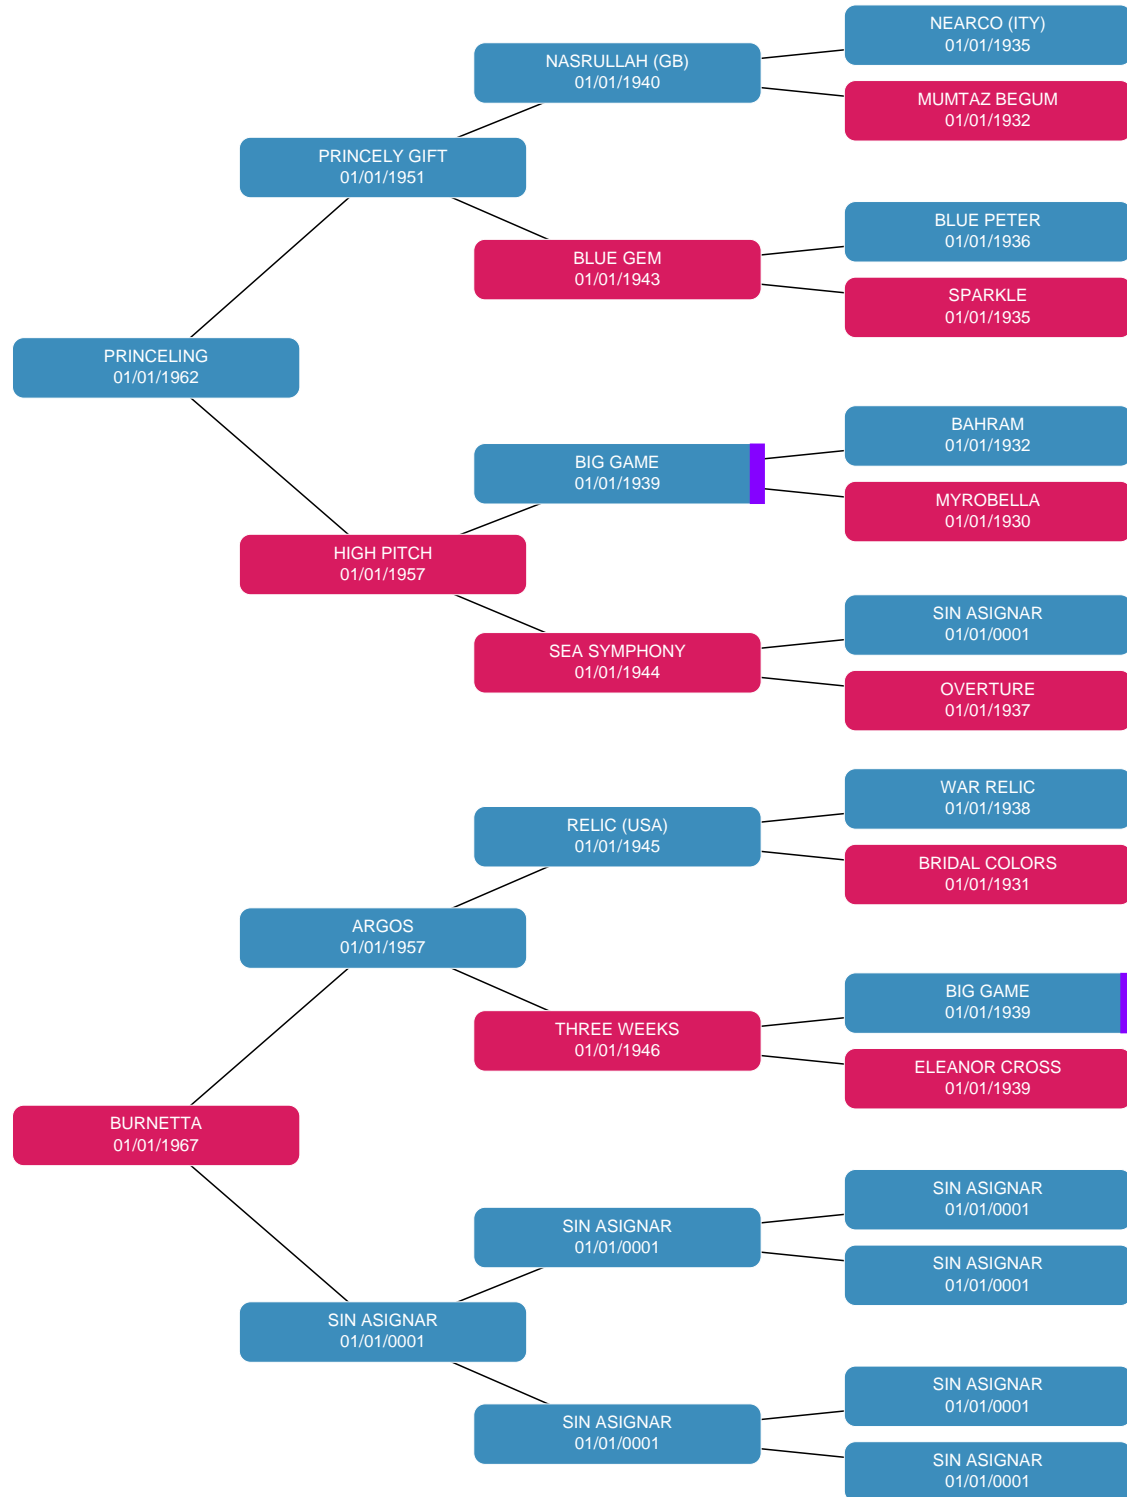 NEARCO (ITY)
01/01/1935
NASRULLAH (GB)
01/01/1940
MUMTAZ BEGUM
01/01/1932
PRINCELY GIFT
01/01/1951
BLUE PETER
01/01/1936
BLUE GEM
01/01/1943
SPARKLE
01/01/1935
PRINCELING
01/01/1962
BAHRAM
01/01/1932
BIG GAME
01/01/1939
MYROBELLA
01/01/1930
HIGH PITCH
01/01/1957
SIN ASIGNAR
01/01/0001
SEA SYMPHONY
01/01/1944
OVERTURE
01/01/1937
WAR RELIC
01/01/1938
RELIC (USA)
01/01/1945
BRIDAL COLORS
01/01/1931
ARGOS
01/01/1957
BIG GAME
01/01/1939
THREE WEEKS
01/01/1946
ELEANOR CROSS
01/01/1939
BURNETTA
01/01/1967
SIN ASIGNAR
01/01/0001
SIN ASIGNAR
01/01/0001
SIN ASIGNAR
01/01/0001
SIN ASIGNAR
01/01/0001
SIN ASIGNAR
01/01/0001
SIN ASIGNAR
01/01/0001
SIN ASIGNAR
01/01/0001